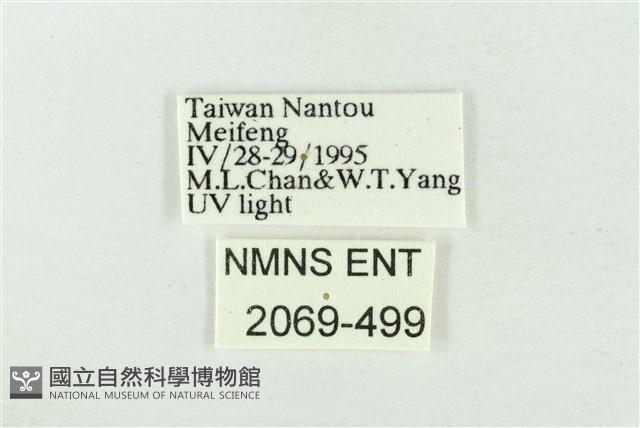 Taiwan Nantou
Meifeng
IV/28-29/1995
M.L.Chan&W.T.Yang
UV light
NMNS ENT
2069-499
國立自然科學博物館
NATIONAL MUSEUM OF NATURAL SCIENCE